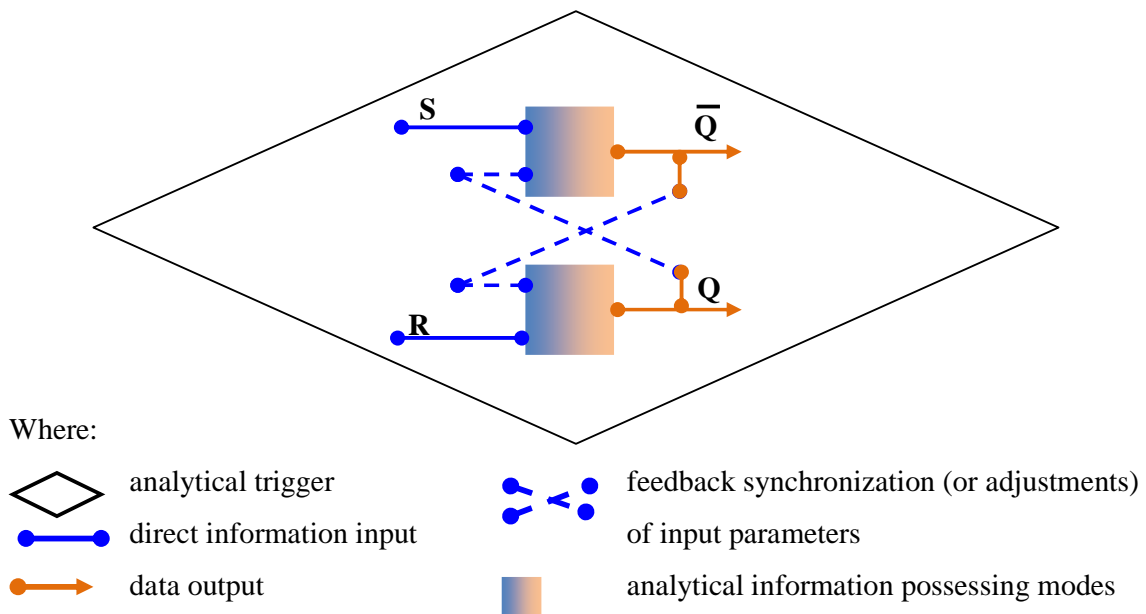 S
Q̅
Q
R
Where:
analytical trigger
direct information input
data output
feedback synchronization (or adjustments)
of input parameters
analytical information possessing modes